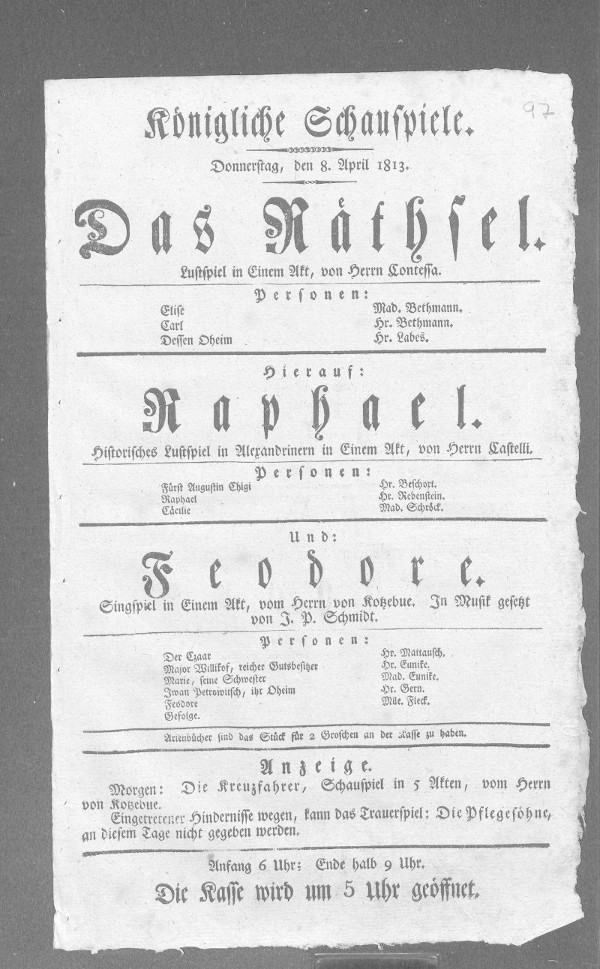 97
Königliche Schauspiele.
Donnerstag, den 8. April 1813.
Das Räthsel.
Lustspiel in Einem Akt, von Herrn Contessa.
Personen:
Elise Mad. Bethmann.
Carl Hr. Bethmann.
Dessen Oheim Hr. Labes.
Hierauf:
Raphael.
Historisches Lustspiel in Alexandrinern in Einem Akt, von Herrn Castelli.
Personen:
Fürst Augustin Chigi Hr. Beschort.
Raphael Hr. Rebenstein.
Cäcilie Mad. Schröck.
Und:
Feodore.
Singspiel in Einem Akt, vom Herrn von Kotzebue. In Musik gesetzt
von J. P. Schmidt.
Personen:
Der Czaar Hr. Mattausch.
Major Willikof, reicher Gutsbesitzer Hr. Eunike.
Marie, seine Schwester Mad. Eunike.
Iwan Petrowitsch, ihr Oheim Hr. Gern.
Feodore Mlle. Fleck.
Gefolge.
Arienbücher sind das Stück für 2 Groschen an der Kasse zu haben.
Anzeige.
Morgen: Die Kreuzfahrer, Schauspiel in 5 Akten, vom Herrn
von Kotzebue.
Eingetretener Hindernisse wegen, kann das Trauerspiel: Die Pflegesöhne,
an diesem Tage nicht gegeben werden.
Anfang 6 Uhr; Ende halb 9 Uhr.
Die Kasse wird um 5 Uhr geöffnet.